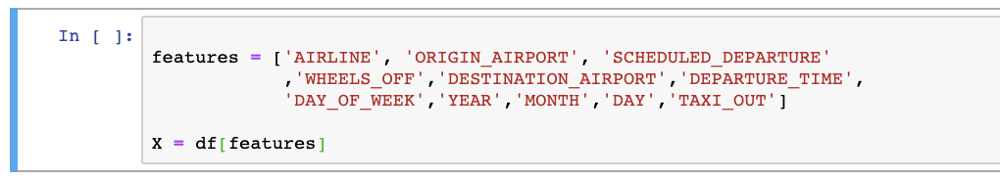 In [ ]:
features = ['AIRLINE', 'ORIGIN_AIRPORT', 'SCHEDULED_DEPARTURE'
,'WHEELS_OFF','DESTINATION_AIRPORT','DEPARTURE_TIME',
'DAY_OF_WEEK','YEAR','MONTH','DAY','TAXI_OUT']
X = df[features]